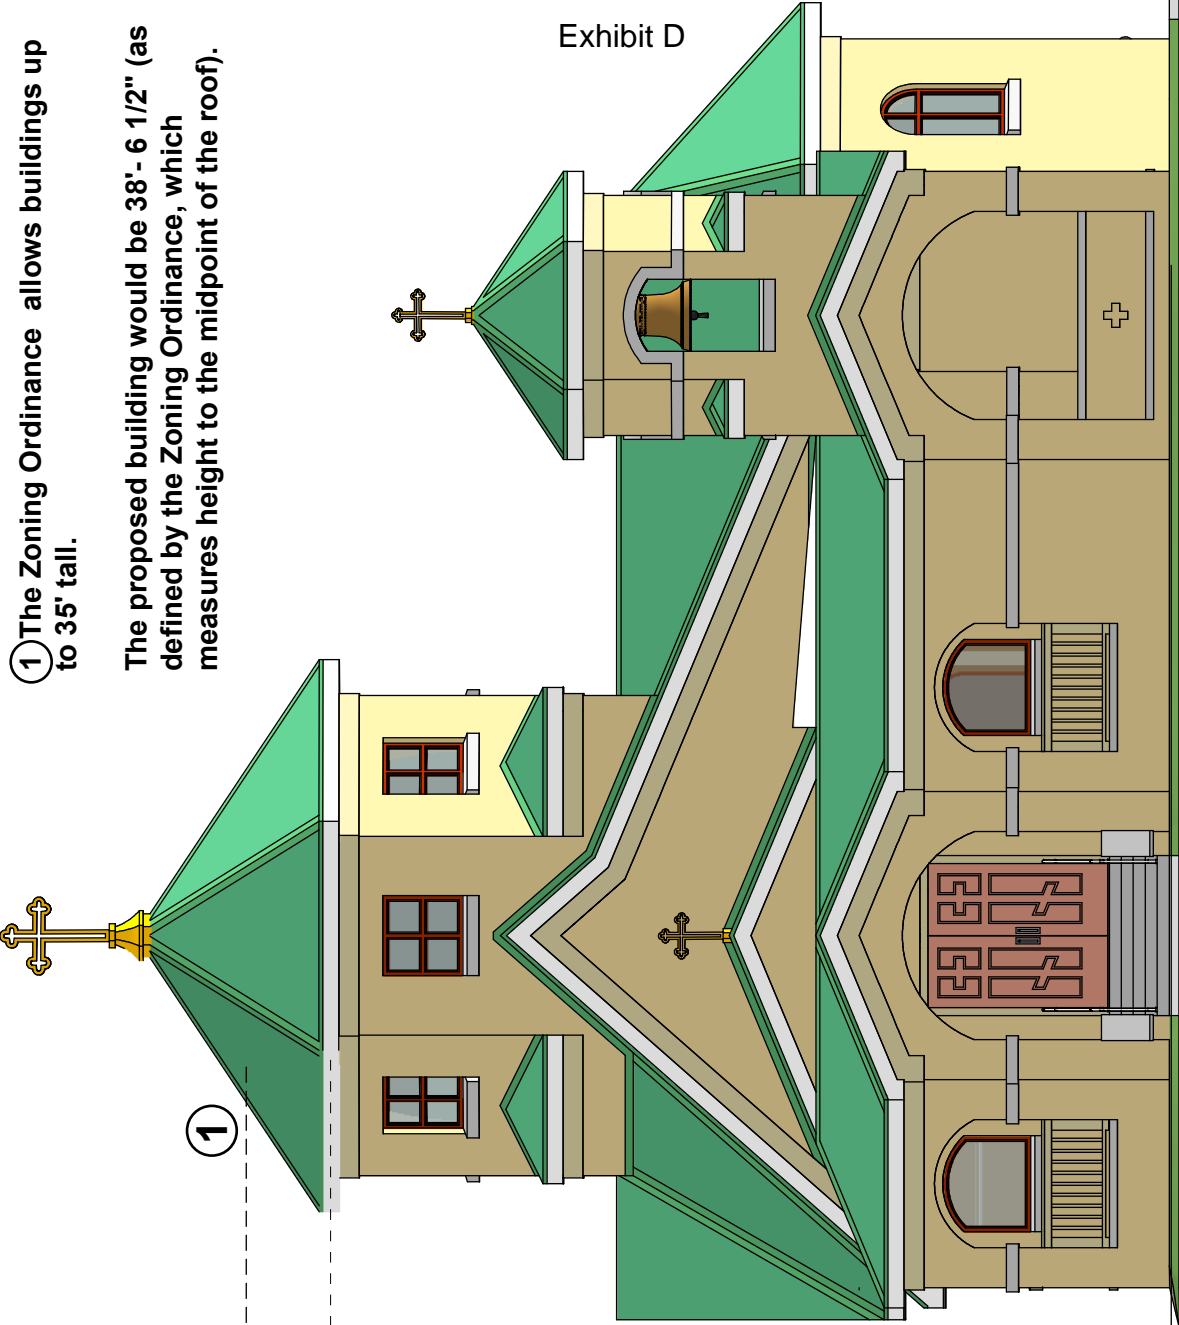 Exhibit D
1 The Zoning Ordinance allows buildings up
to 35' tall.
The proposed building would be 38'- 6 1/2" (as
defined by the Zoning Ordinance, which
measures height to the midpoint of the roof).
1